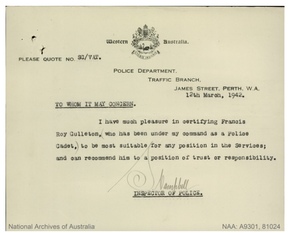 Western Australia.
PLEASE QUOTE NO. SG/VAY.
POLICE DEPARTMENT.
TRAFFIC BRANCH.
JAMES STREET, PERTH, W.A.
12th March, 1942.
TO WHOM IT MAY CONCERN.
I have much pleasure in certifying Francis
Roy Culleton, who has been under my command as a Police
Cadet, to be most suitable for any position in the Services;
and can recommend him to a position of trust or responsibility.
INSPECTOR OF POLICE.
National Archives of Australia
NAA: A9301, 81024